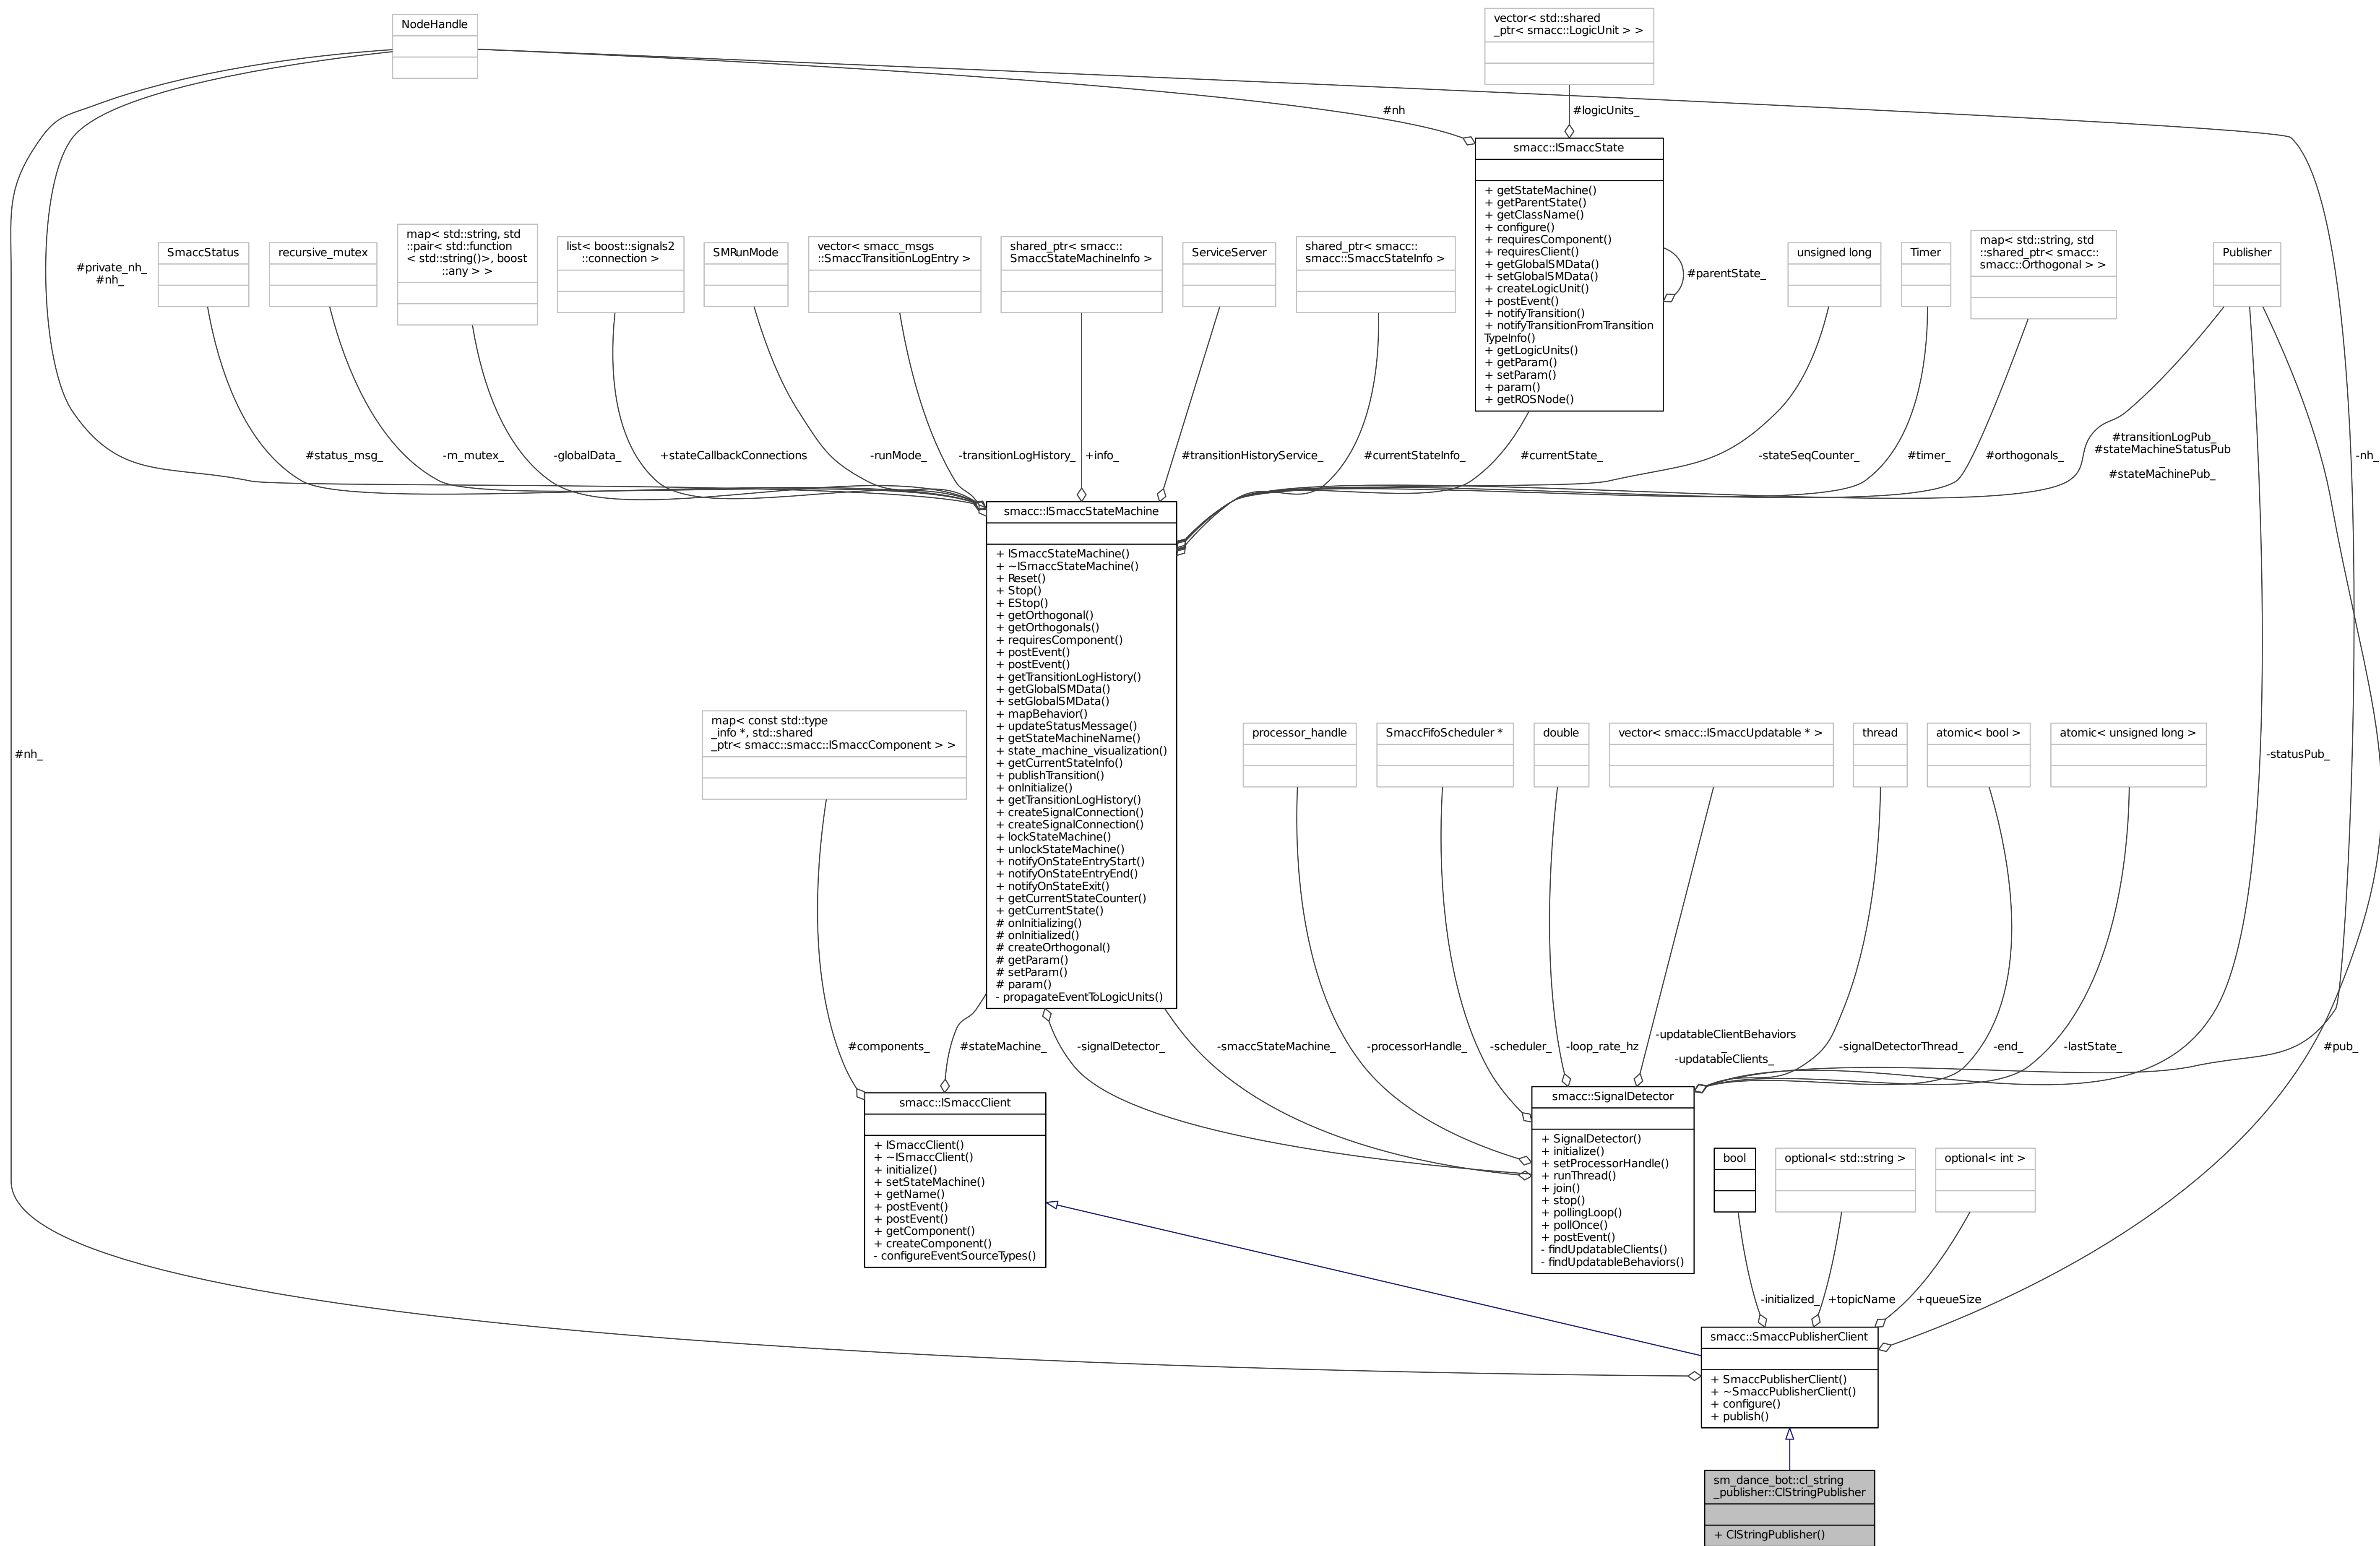 NodeHandle
vector< std::shared
_ptr< smacc::LogicUnit > >
#nh
#logicUnits_
smacc::ISmaccState
+ getStateMachine()
+ getParentState()
+ getClassName()
+ configure()
+ requiresComponent()
+ requiresClient()
+ getGlobalSMData()
+ setGlobalSMData()
+ createLogicUnit()
+ postEvent()
+ notifyTransition()
+ notifyTransitionFromTransition
TypeInfo()
+ getLogicUnits()
+ getParam()
+ setParam()
+ param()
+ getROSNode()
#parentState_
#private_nh_
#nh_
SmaccStatus
recursive_mutex
map< std::string, std
::pair< std::function
< std::string()>, boost
::any > >
list< boost::signals2
::connection >
SMRunMode
vector< smacc_msgs
::SmaccTransitionLogEntry >
shared_ptr< smacc::
SmaccStateMachineInfo >
ServiceServer
shared_ptr< smacc::
smacc::SmaccStateInfo >
unsigned long
Timer
map< std::string, std
::shared_ptr< smacc::
smacc::Orthogonal > >
Publisher
#status_msg_
-m_mutex_
-globalData_
+stateCallbackConnections
-runMode_
-transitionLogHistory_
+info_
#transitionHistoryService_
#currentStateInfo_
#currentState_
-stateSeqCounter_
#timer_
#orthogonals_
#transitionLogPub_
#stateMachineStatusPub
_
#stateMachinePub_
-nh_
smacc::ISmaccStateMachine
+ ISmaccStateMachine()
+ ~ISmaccStateMachine()
+ Reset()
+ Stop()
+ EStop()
+ getOrthogonal()
+ getOrthogonals()
+ requiresComponent()
+ postEvent()
+ postEvent()
+ getTransitionLogHistory()
+ getGlobalSMData()
+ setGlobalSMData()
+ mapBehavior()
+ updateStatusMessage()
+ getStateMachineName()
+ state_machine_visualization()
+ getCurrentStateInfo()
+ publishTransition()
+ onInitialize()
+ getTransitionLogHistory()
+ createSignalConnection()
+ createSignalConnection()
+ lockStateMachine()
+ unlockStateMachine()
+ notifyOnStateEntryStart()
+ notifyOnStateEntryEnd()
+ notifyOnStateExit()
+ getCurrentStateCounter()
+ getCurrentState()
# onInitializing()
# onInitialized()
# createOrthogonal()
# getParam()
# setParam()
# param()
- propagateEventToLogicUnits()
#nh_
map< const std::type
_info *, std::shared
_ptr< smacc::smacc::ISmaccComponent > >
processor_handle
SmaccFifoScheduler *
double
vector< smacc::ISmaccUpdatable * >
thread
atomic< bool >
atomic< unsigned long >
-statusPub_
#components_
#stateMachine_
-signalDetector_
-smaccStateMachine_
-processorHandle_
-scheduler_
-loop_rate_hz
-updatableClientBehaviors
_
-updatableClients_
-signalDetectorThread_
-end_
-lastState_
#pub_
smacc::ISmaccClient
+ ISmaccClient()
+ ~ISmaccClient()
+ initialize()
+ setStateMachine()
+ getName()
+ postEvent()
+ postEvent()
+ getComponent()
+ createComponent()
- configureEventSourceTypes()
smacc::SignalDetector
+ SignalDetector()
+ initialize()
+ setProcessorHandle()
+ runThread()
+ join()
+ stop()
+ pollingLoop()
+ pollOnce()
+ postEvent()
- findUpdatableClients()
- findUpdatableBehaviors()
bool
optional< std::string >
optional< int >
-initialized_
+topicName
+queueSize
smacc::SmaccPublisherClient
+ SmaccPublisherClient()
+ ~SmaccPublisherClient()
+ configure()
+ publish()
sm_dance_bot::cl_string
_publisher::ClStringPublisher
+ ClStringPublisher()